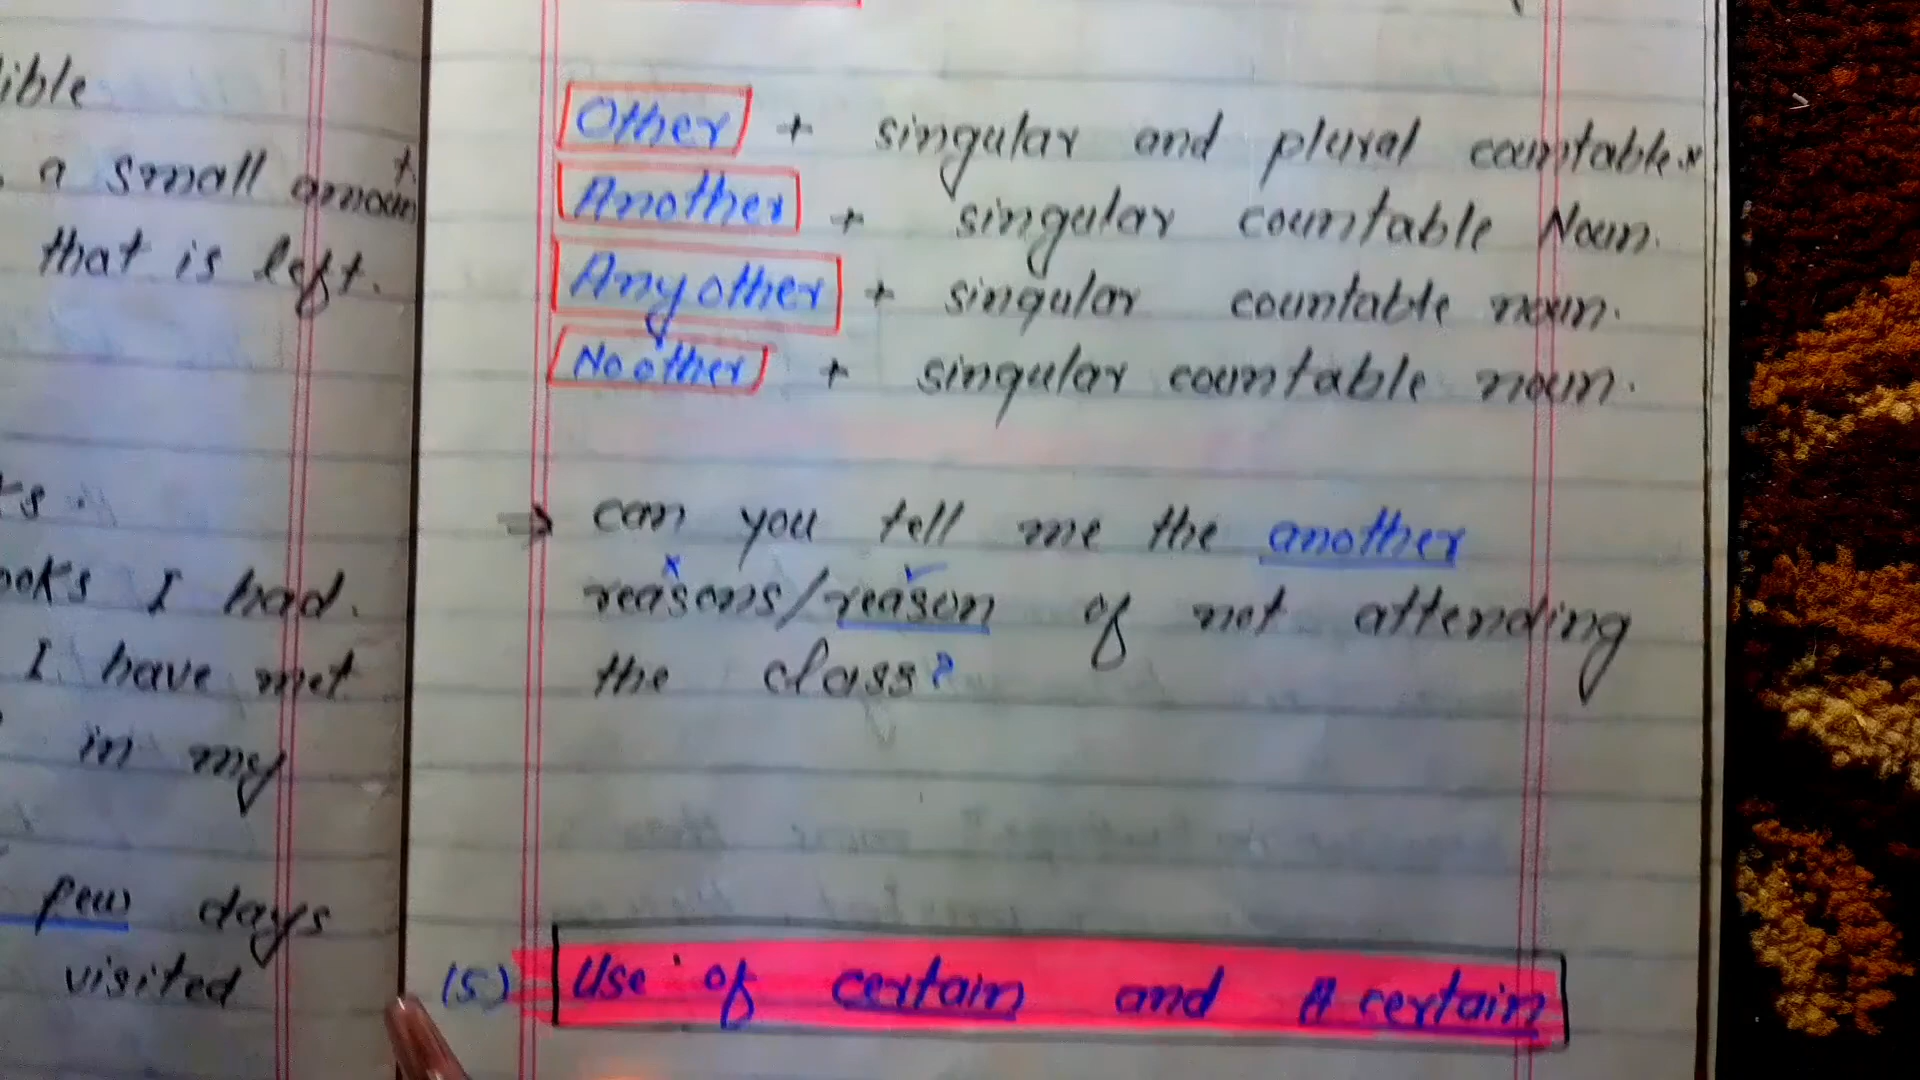 ible
a small amount
that is left.
s.
ooks I had.
I have met
in my
few days
visited
Other + singular and plural countable
Another + singular countable Noun.
Any other + singular countable noun.
No other + singular countable noun.
⇒ can you tell me the another
reasons/reason of not attending
the class?
(5) Use of certain and A certain